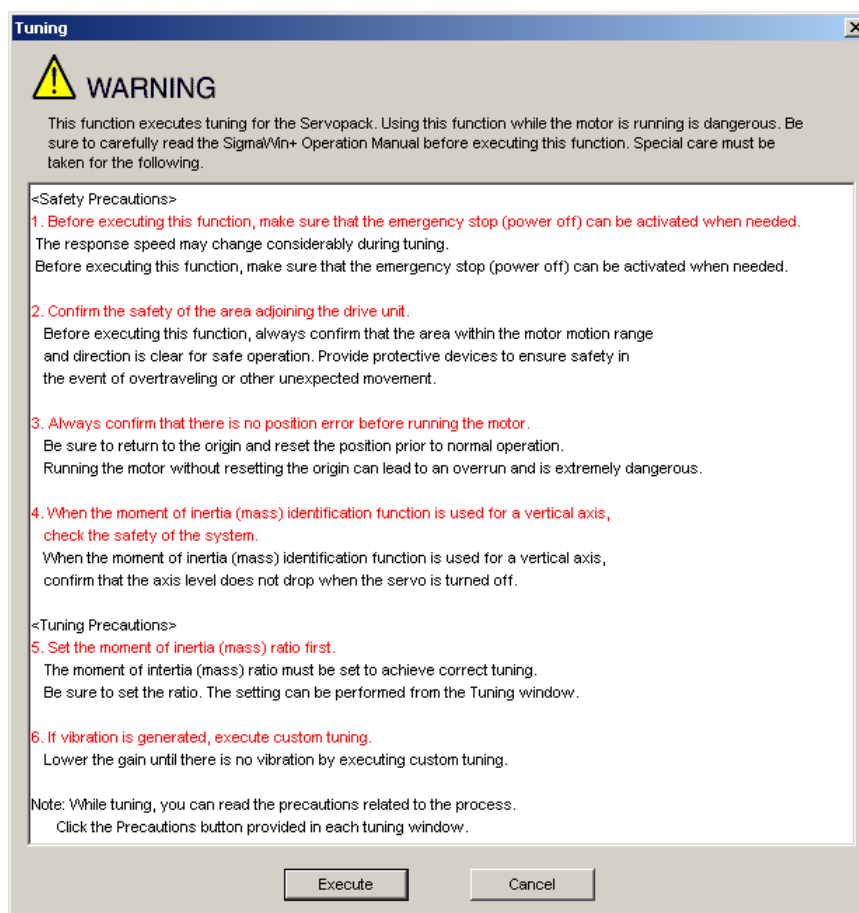 Tuning
WARNING
This function executes tuning for the Servopack. Using this function while the motor is running is dangerous. Be
sure to carefully read the SigmaWin+ Operation Manual before executing this function. Special care must be
taken for the following.
<Safety Precautions>
1. Before executing this function, make sure that the emergency stop (power off) can be activated when needed.
The response speed may change considerably during tuning.
Before executing this function, make sure that the emergency stop (power off) can be activated when needed.
2. Confirm the safety of the area adjoining the drive unit.
Before executing this function, always confirm that the area within the motor motion range
and direction is clear for safe operation. Provide protective devices to ensure safety in
the event of overtraveling or other unexpected movement.
3. Always confirm that there is no position error before running the motor.
Be sure to return to the origin and reset the position prior to normal operation.
Running the motor without resetting the origin can lead to an overrun and is extremely dangerous.
4. When the moment of inertia (mass) identification function is used for a vertical axis,
check the safety of the system.
When the moment of inertia (mass) identification function is used for a vertical axis,
confirm that the axis level does not drop when the servo is turned off.
<Tuning Precautions>
5. Set the moment of inertia (mass) ratio first.
The moment of intertia (mass) ratio must be set to achieve correct tuning.
Be sure to set the ratio. The setting can be performed from the Tuning window.
6. If vibration is generated, execute custom tuning.
Lower the gain until there is no vibration by executing custom tuning.
Note: While tuning, you can read the precautions related to the process.
Click the Precautions button provided in each tuning window.
Execute
Cancel